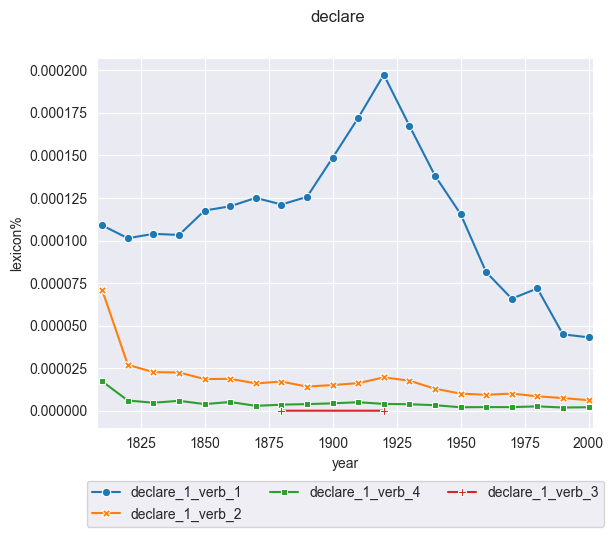 declare
0.000200
0.000175
0.000150
0.000125
0.000100
0.000075
0.000050
0.000025
0.000000
lexicon%
1825 1850 1875 1900 1925 1950 1975 2000
year
declare_1_verb_1 declare_1_verb_4 declare_1_verb_3
declare_1_verb_2